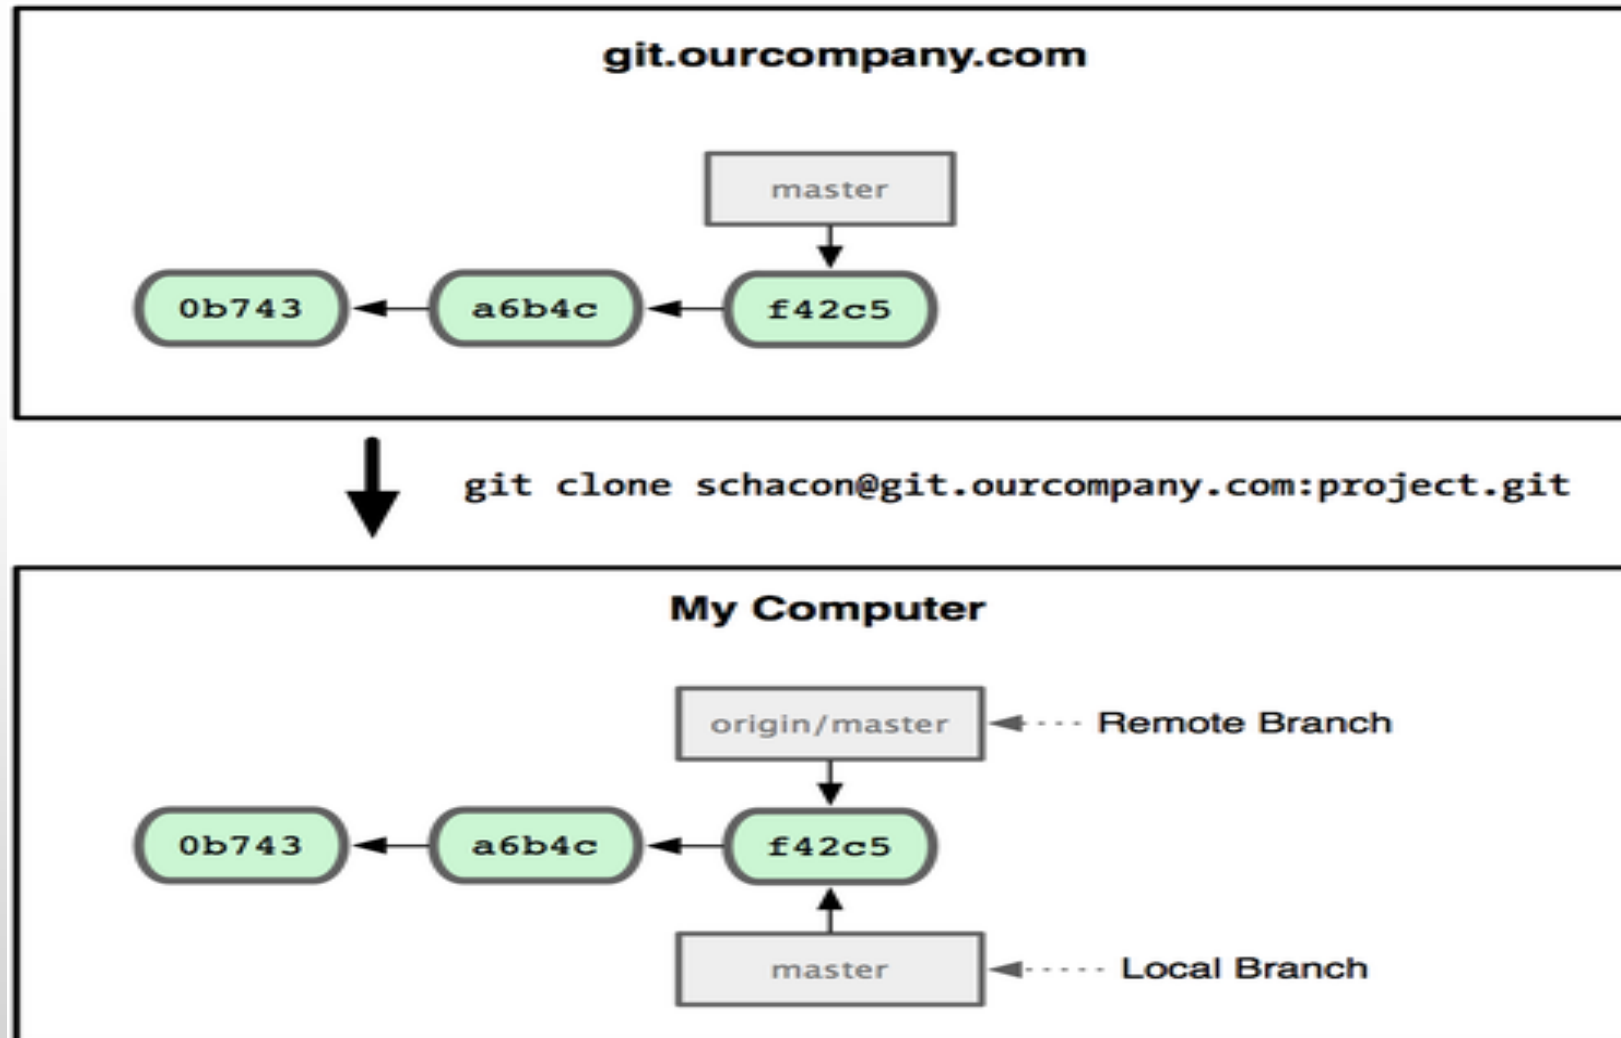 git.ourcompany.com
master
0b743
a6b4c
f42c5
git clone schacon@git.ourcompany.com:project.git
My Computer
origin/master
Remote Branch
0b743
a6b4c
f42c5
master
Local Branch